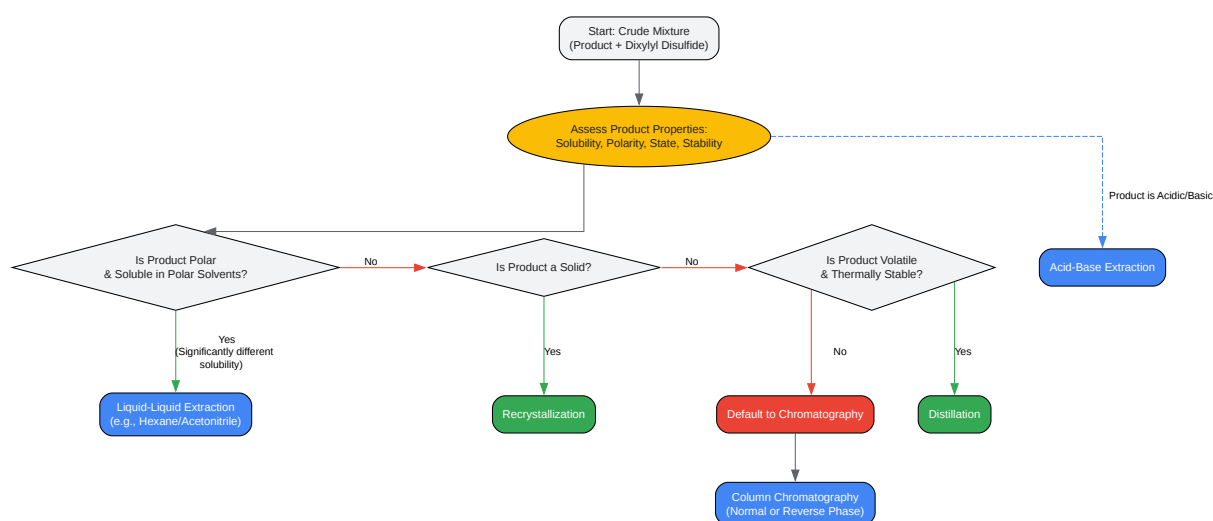 Start: Crude Mixture
(Product + Dixylyl Disulfide)
Assess Product Properties:
Solubility, Polarity, State, Stability
Product is Acidic/Basic
Is Product Polar
& Soluble in Polar Solvents?
No
Is Product a Solid?
No
Is Product Volatile
& Thermally Stable?
Acid-Base Extraction
Yes
(Significantly different
solubility)
Yes
No
Yes
Liquid-Liquid Extraction
(e.g., Hexane/Acetonitrile)
Recrystallization
Default to Chromatography
Distillation
Column Chromatography
(Normal or Reverse Phase)